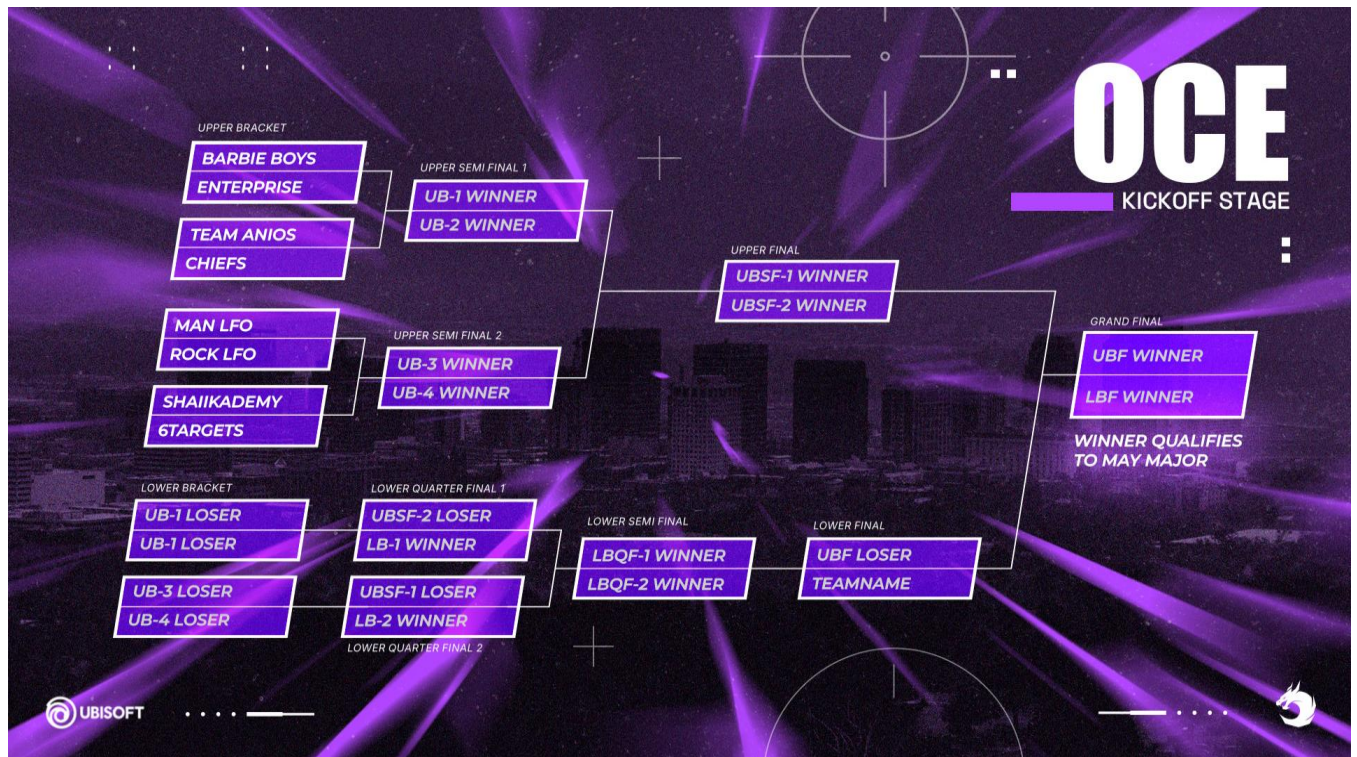 OCE
KICKOFF STAGE
UPPER BRACKET
BARBIE BOYS
ENTERPRISE
TEAM ANIOS
CHIEFS
MAN LFO
ROCK LFO
SHAIIKADEMY
6TARGETS
UPPER SEMI FINAL 1
UB-1 WINNER
UB-2 WINNER
UPPER SEMI FINAL 2
UB-3 WINNER
UB-4 WINNER
UPPER FINAL
UBSF-1 WINNER
UBSF-2 WINNER
GRAND FINAL
UBF WINNER
LBF WINNER
WINNER QUALIFIES
TO MAY MAJOR
LOWER BRACKET
UB-1 LOSER
UB-1 LOSER
UB-3 LOSER
UB-4 LOSER
LOWER QUARTER FINAL 1
UBSF-2 LOSER
LB-1 WINNER
UBSF-1 LOSER
LB-2 WINNER
LOWER QUARTER FINAL 2
LOWER SEMI FINAL
LBQF-1 WINNER
LBQF-2 WINNER
LOWER FINAL
UBF LOSER
TEAMNAME
UBISOFT